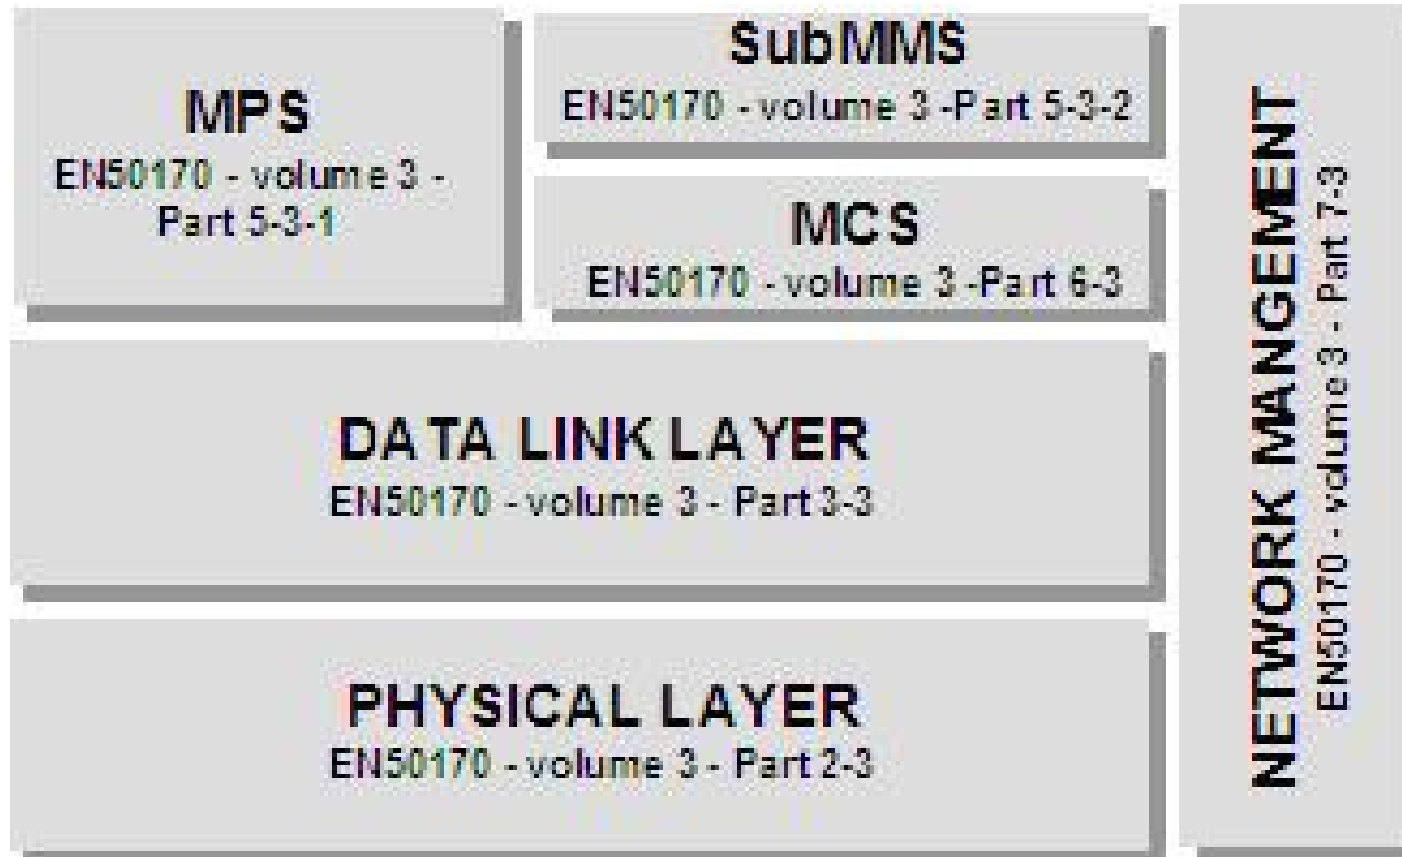 MPS
EN50170 - volume 3 -
Part 5-3-1
SubMMS
EN50170 - volume 3 -Part 5-3-2
MCS
EN50170 - volume 3 -Part 6-3
DATA LINK LAYER
EN50170 - volume 3 - Part 3-3
PHYSICAL LAYER
EN50170 - volume 3 - Part 2-3
NETWORK MANGEMENT
EN50170 - volume 3 - Part 7-3